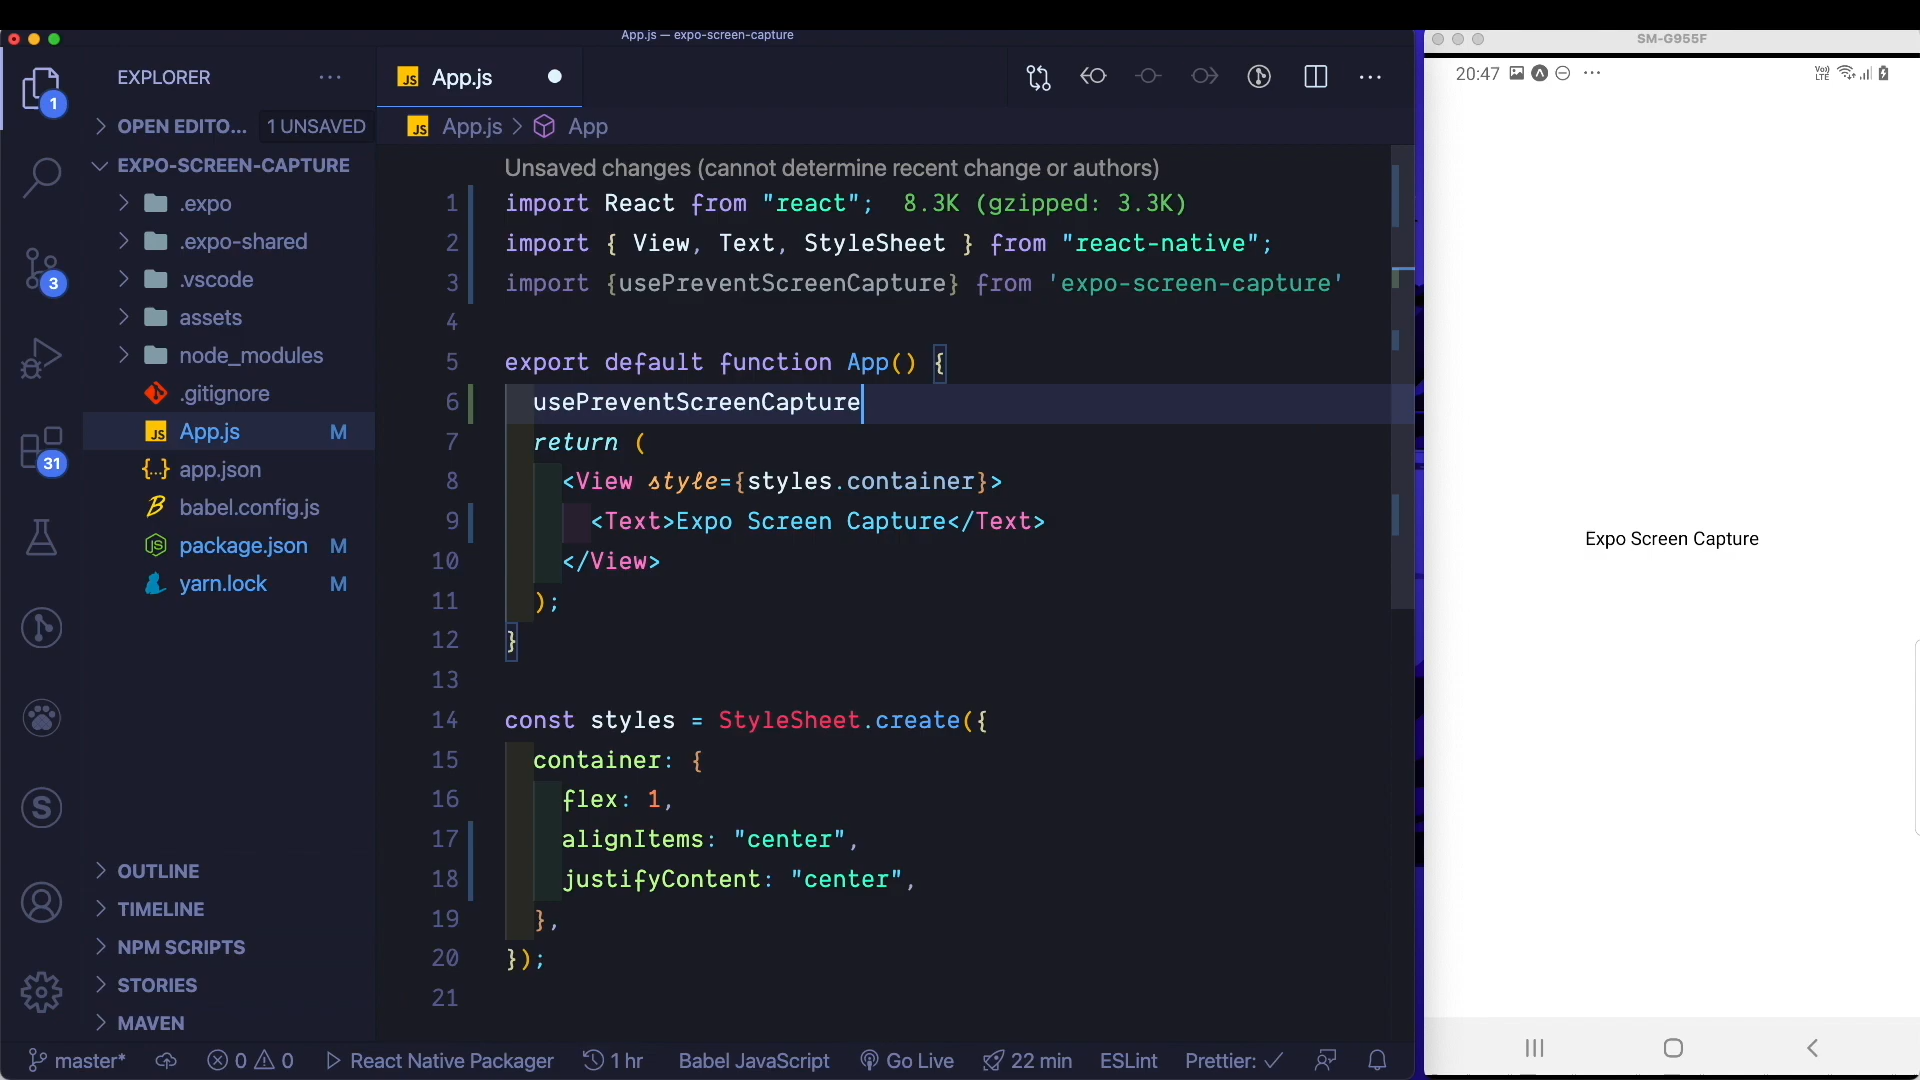 App.js — expo-screen-capture
EXPLORER
1
OPEN EDITO... 1 UNSAVED
EXPO-SCREEN-CAPTURE
.expo
.expo-shared
.vscode
assets
node_modules
.gitignore
JS App.js M
{...} app.json
babel.config.js
JS package.json M
yarn.lock M
3
31
S
OUTLINE
TIMELINE
NPM SCRIPTS
STORIES
MAVEN
JS App.js
JS App.js > App
Unsaved changes (cannot determine recent change or authors)
1 import React from "react"; 8.3K (gzipped: 3.3K)
2 import { View, Text, StyleSheet } from "react-native";
3 import {usePreventScreenCapture} from 'expo-screen-capture'
4
5 export default function App() {
6 usePreventScreenCapture
7 return (
8 <View style={styles.container}>
9 <Text>Expo Screen Capture</Text>
10 </View>
11 );
12 }
13
14 const styles = StyleSheet.create({
15 container: {
16 flex: 1,
17 alignItems: "center",
18 justifyContent: "center",
19 },
20 });
21
master* 0 0 React Native Packager 1 hr Babel JavaScript Go Live 22 min ESLint Prettier: ✓
SM-G955F
20:47
Vo)) LTE
Expo Screen Capture